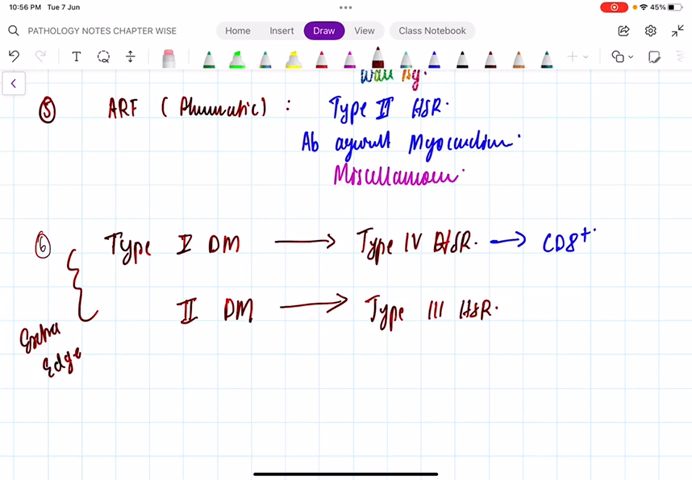 10:56 PM Tue 7 Jun
45%
PATHOLOGY NOTES CHAPTER WISE
Home Insert Draw View Class Notebook
by.
5 ARF (Rheumatic) : Type II HSR.
Ab against Myocardium.
Miscellaneous.
6 Type I DM → Type IV HSR. → CD8+.
II DM → Type III HSR.
Extra
Edge